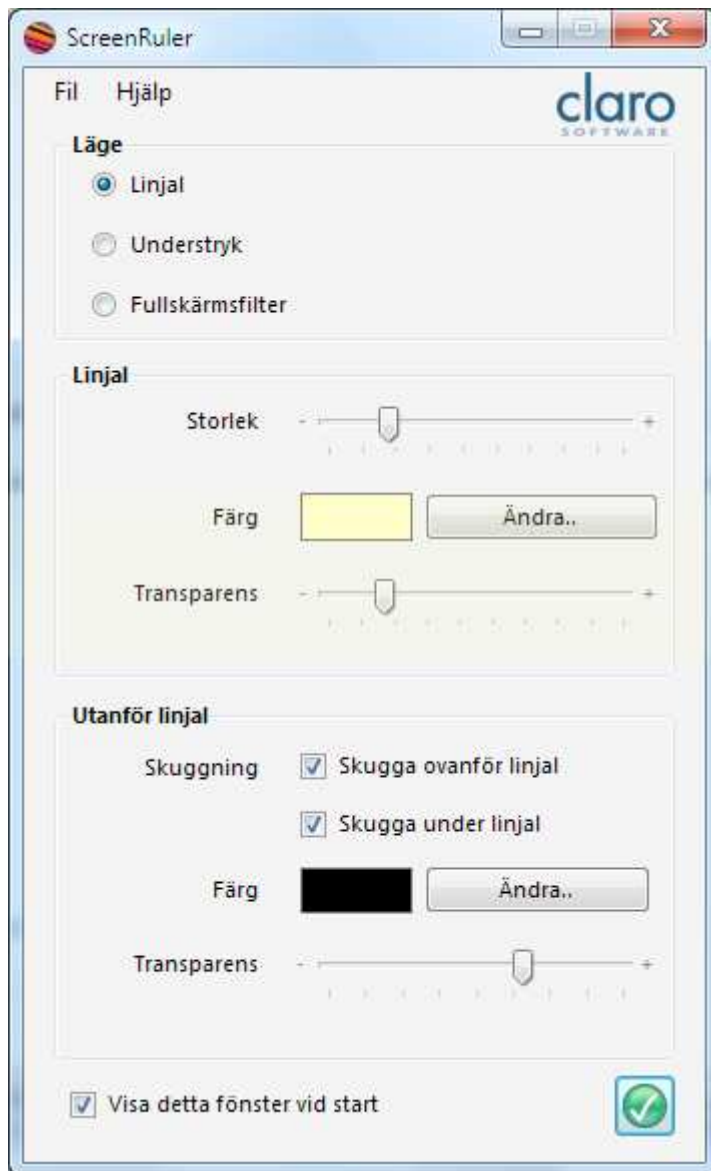 ScreenRuler
Fil Hjälp
claro
SOFTWARE
Läge
Linjal
Understryk
Fullskärmsfilter
Linjal
Storlek - +
Färg Ändra..
Transparens - +
Utanför linjal
Skuggning Skugga ovanför linjal
Skugga under linjal
Färg Ändra..
Transparens - +
Visa detta fönster vid start